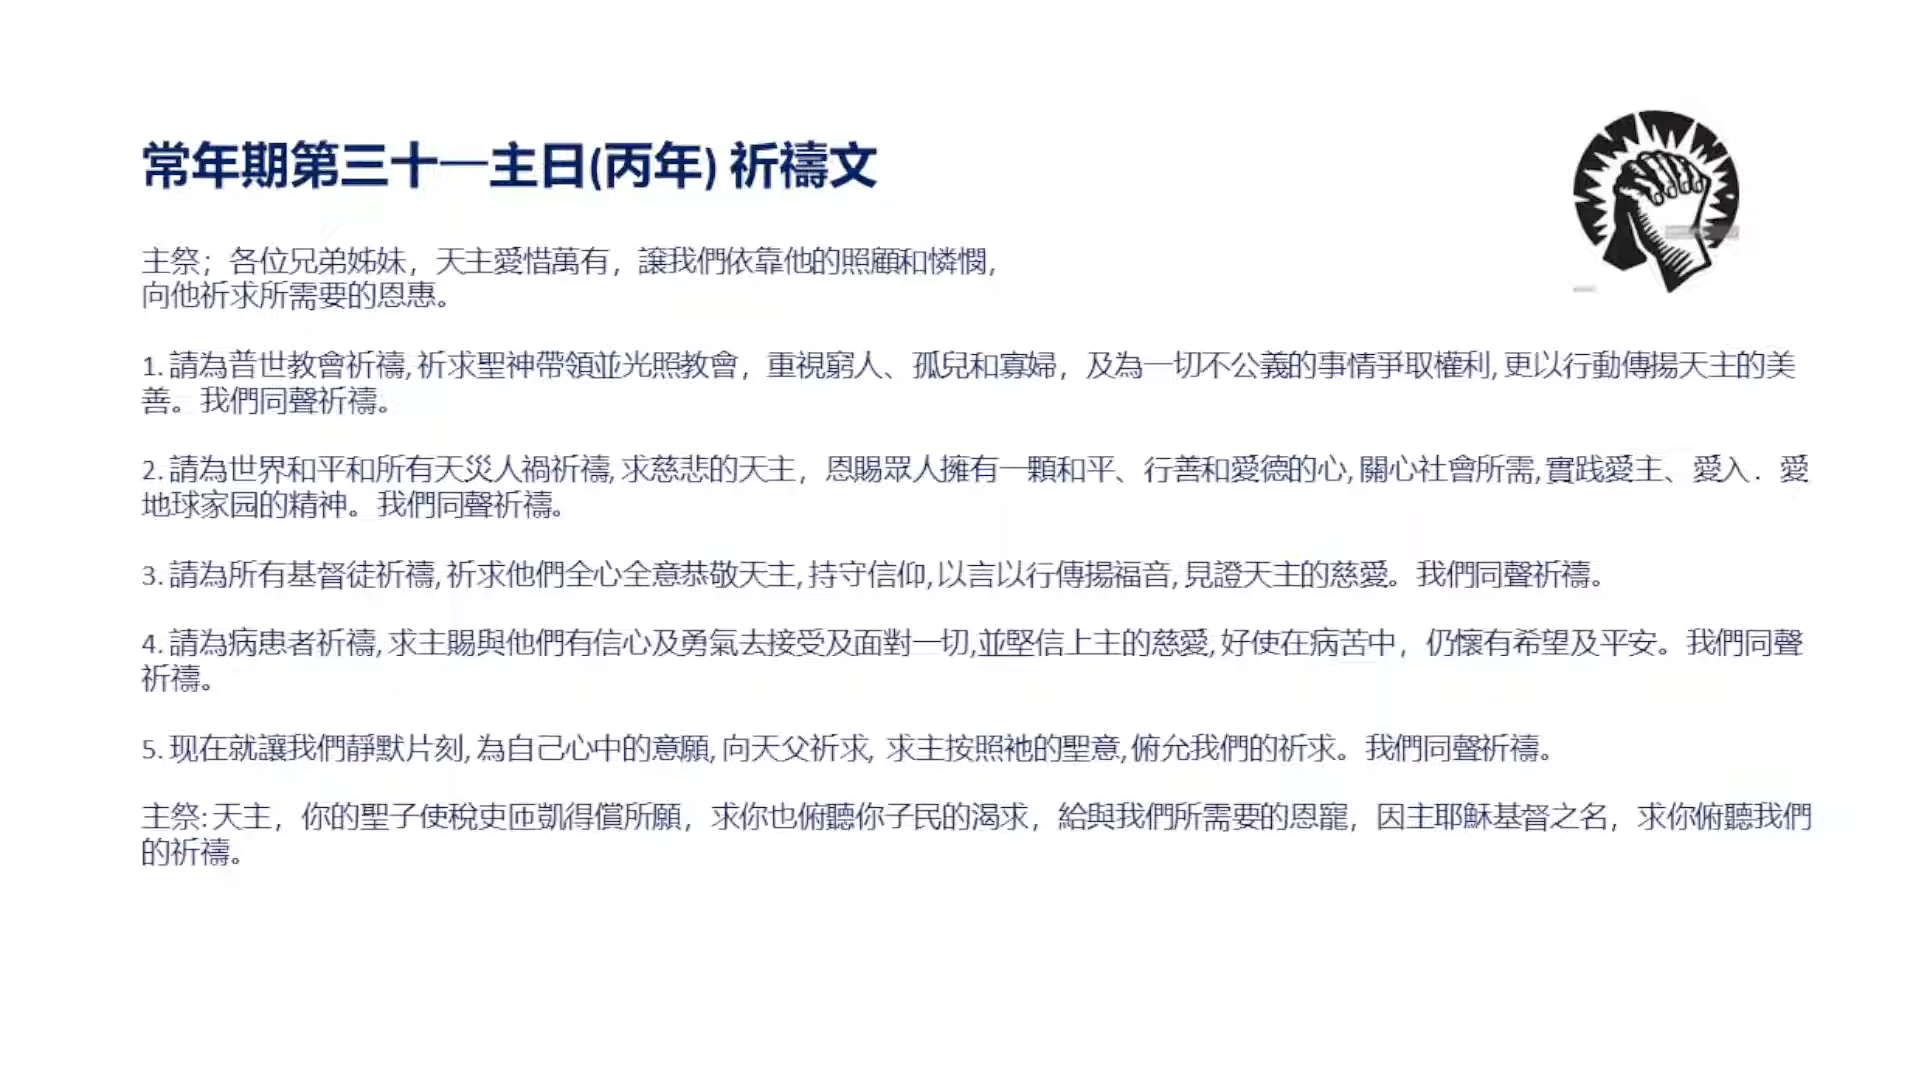 常年期第三十一主日(丙年) 祈禱文
主祭；各位兄弟姊妹，天主愛惜萬有，讓我們依靠他的照顧和憐憫，
向他祈求所需要的恩惠。
1. 請為普世教會祈禱, 祈求聖神帶領並光照教會，重視窮人、孤兒和寡婦，及為一切不公義的事情爭取權利, 更以行動傳揚天主的美
善。我們同聲祈禱。
2. 請為世界和平和所有天災人禍祈禱, 求慈悲的天主，恩賜眾人擁有一顆和平、行善和愛德的心, 關心社會所需, 實践愛主、愛入．愛
地球家园的精神。我們同聲祈禱。
3. 請為所有基督徒祈禱, 祈求他們全心全意恭敬天主, 持守信仰, 以言以行傳揚福音, 見證天主的慈愛。我們同聲祈禱。
4. 請為病患者祈禱, 求主賜與他們有信心及勇氣去接受及面對一切,並堅信上主的慈愛, 好使在病苦中，仍懷有希望及平安。我們同聲
祈禱。
5. 现在就讓我們靜默片刻, 為自己心中的意願, 向天父祈求, 求主按照祂的聖意, 俯允我們的祈求。我們同聲祈禱。
主祭: 天主，你的聖子使稅吏匝凱得償所願，求你也俯聽你子民的渴求，給與我們所需要的恩寵，因主耶穌基督之名，求你俯聽我們
的祈禱。